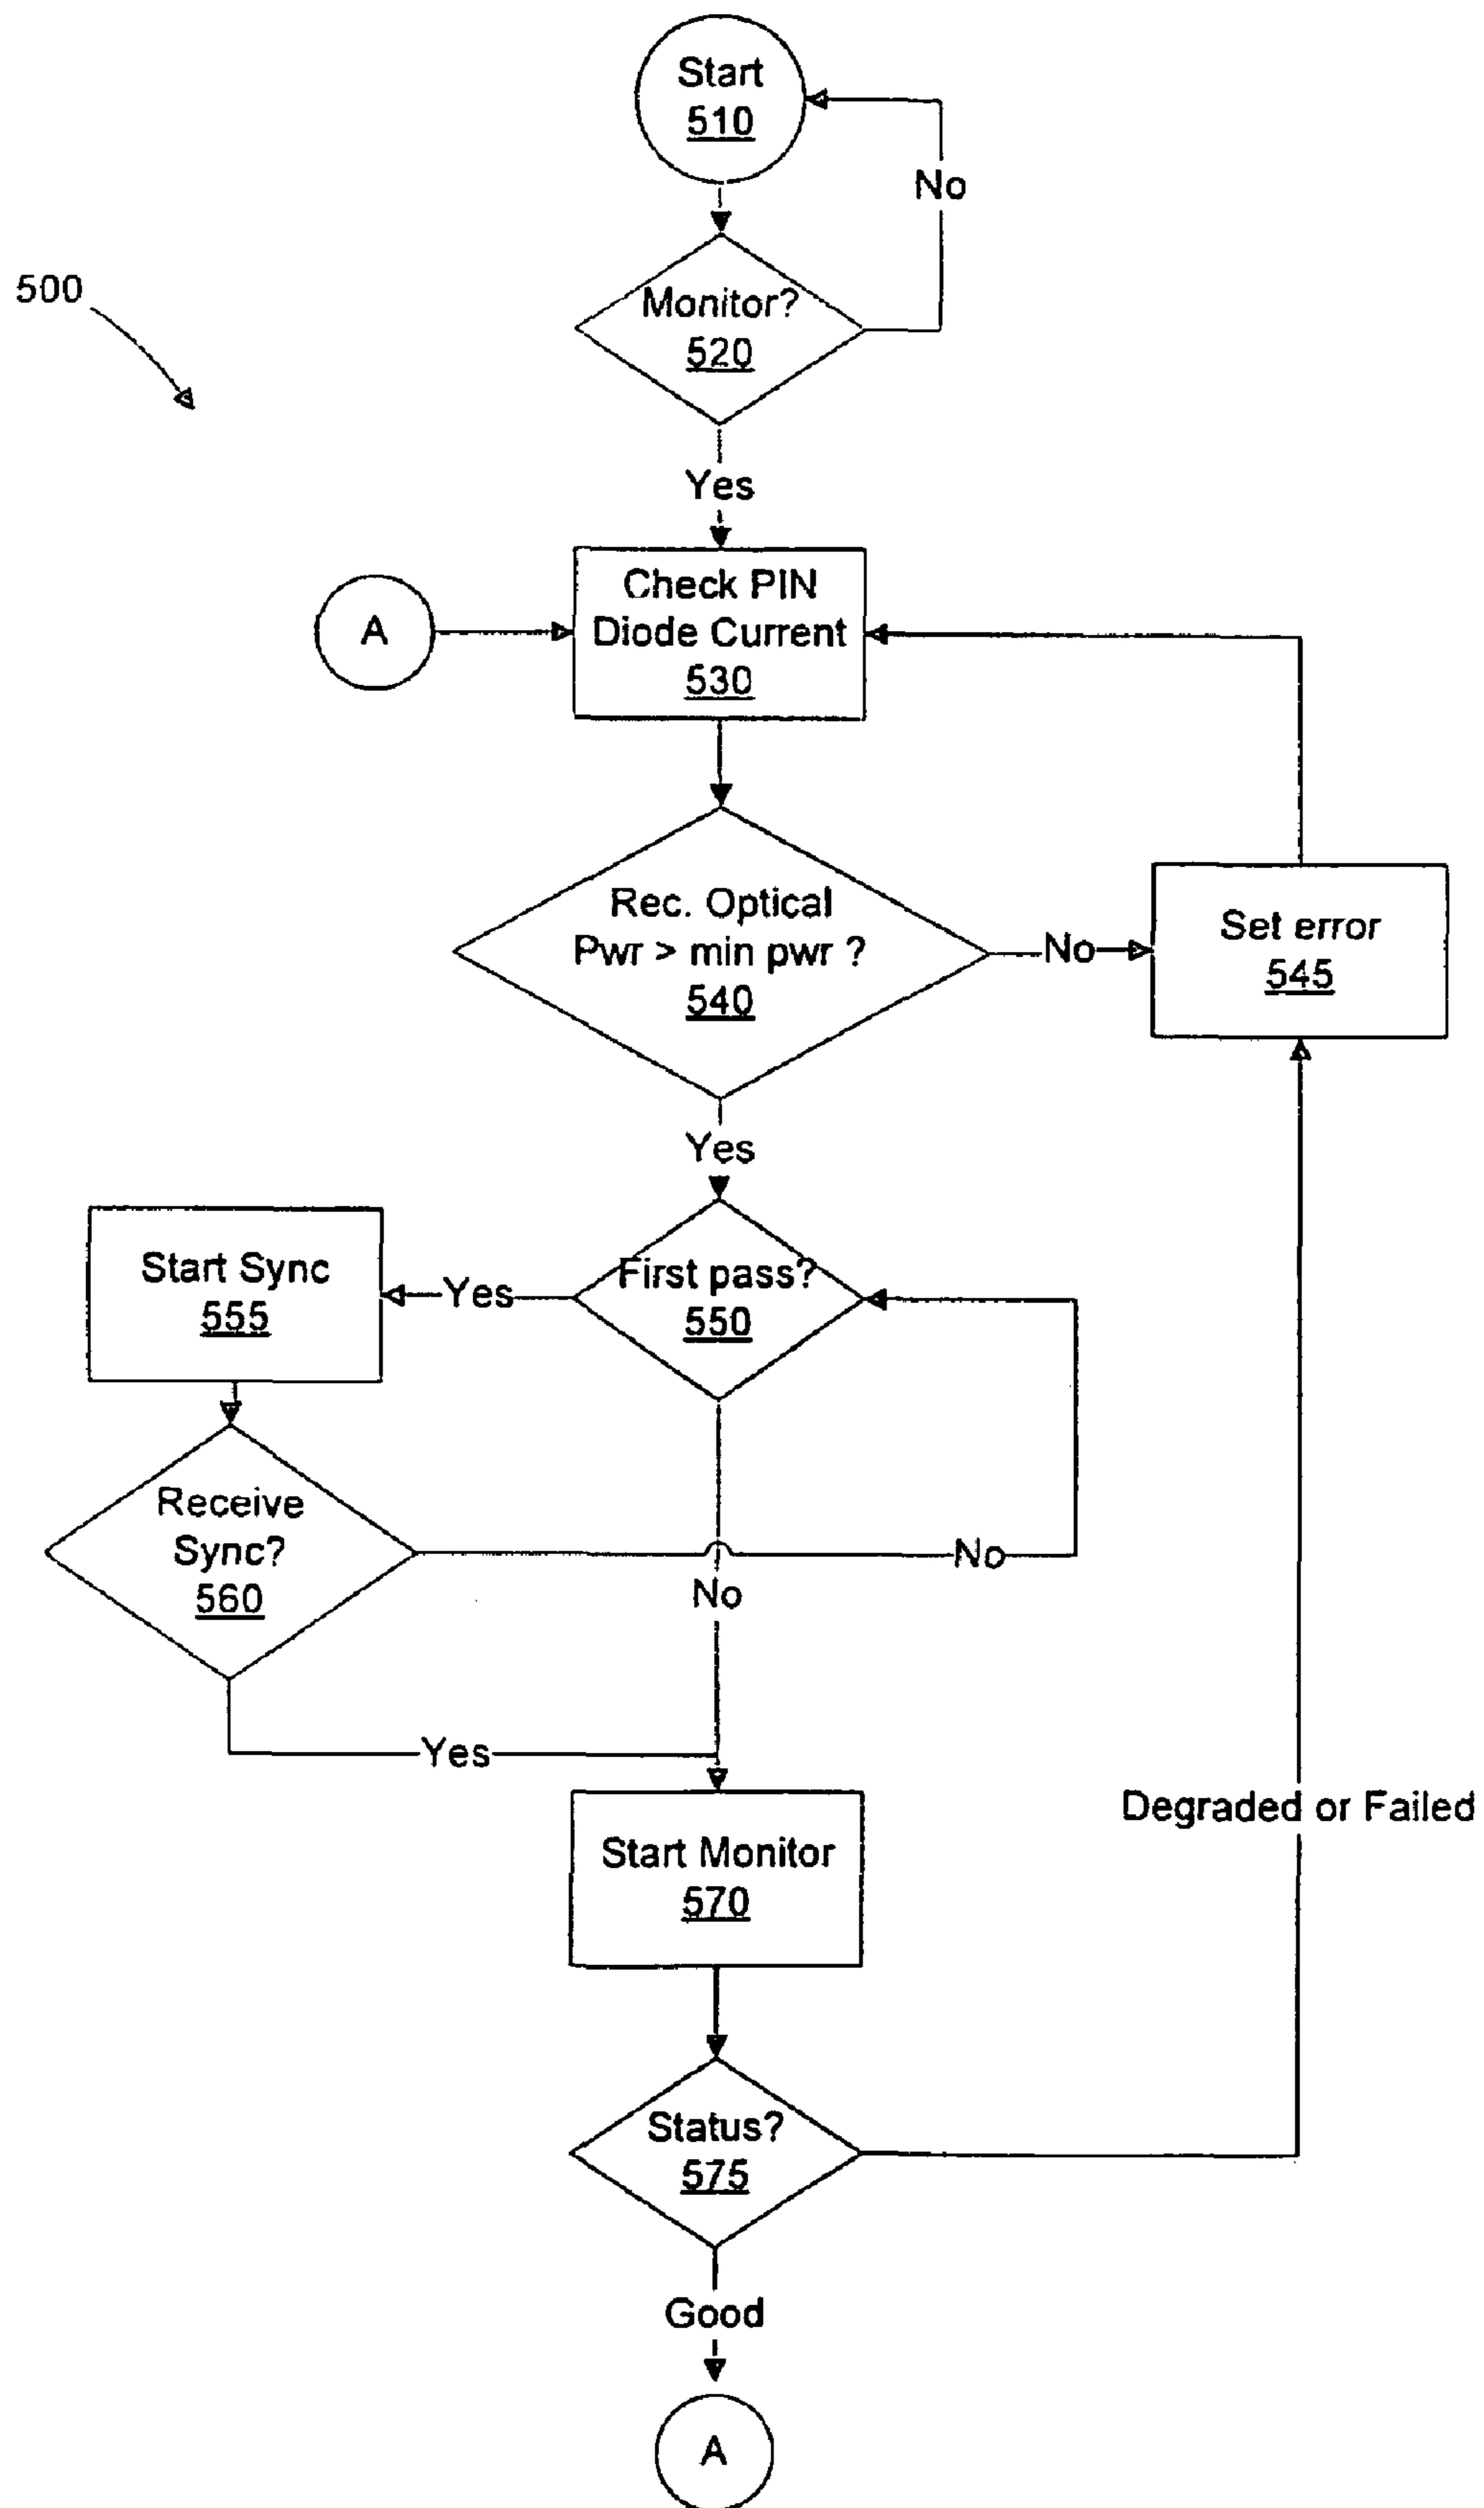 Start
510
No
500
Monitor?
520
Yes
Check PIN
Diode Current
530
A
Rec. Optical
Pwr > min pwr ?
540
No
Set error
545
Yes
Start Sync
555
Yes
First pass?
550
Receive
Sync?
560
No
No
Yes
Start Monitor
570
Degraded or Failed
Status?
575
Good
A